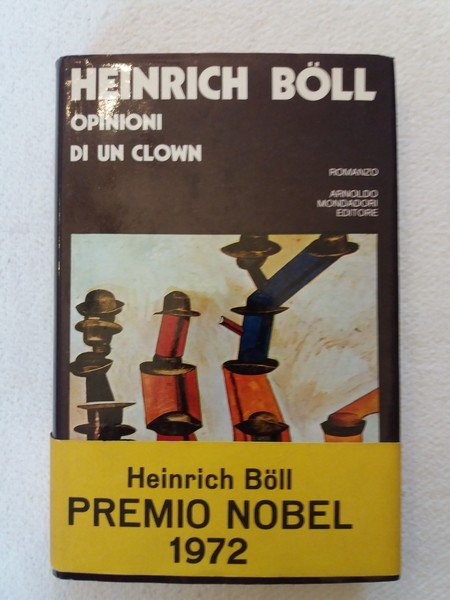 HEINRICH BÖLL
OPINIONI
DI UN CLOWN
ROMANZO
ARNOLDO
MONDADORI
EDITORE
Heinrich Böll
PREMIO NOBEL
1972